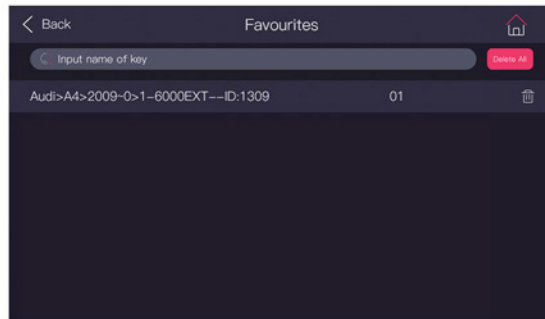 Back
Favourites
Input name of key
Delete All
Audi>A4>2009~0>1-6000EXT--ID:1309 01